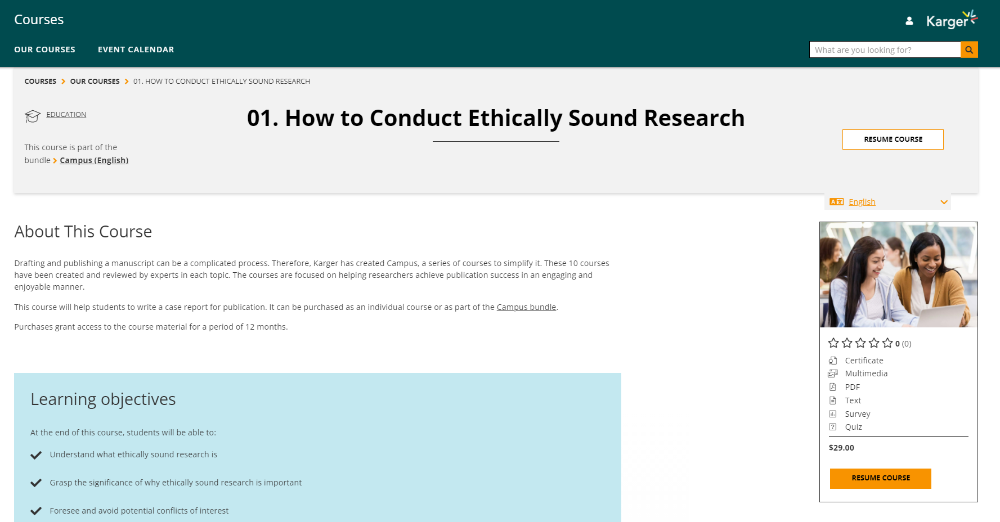 Courses
Karger
OUR COURSES
EVENT CALENDAR
What are you looking for?
COURSES
OUR COURSES
01. HOW TO CONDUCT ETHICALLY SOUND RESEARCH
EDUCATION
01. How to Conduct Ethically Sound Research
RESUME COURSE
This course is part of the
bundle Campus (English)
English
About This Course
Drafting and publishing a manuscript can be a complicated process. Therefore, Karger has created Campus, a series of courses to simplify it. These 10 courses
have been created and reviewed by experts in each topic. The courses are focused on helping researchers achieve publication success in an engaging and
enjoyable manner.
This course will help students to write a case report for publication. It can be purchased as an individual course or as part of the Campus bundle.
Purchases grant access to the course material for a period of 12 months.
Learning objectives
At the end of this course, students will be able to:
Understand what ethically sound research is
Grasp the significance of why ethically sound research is important
Foresee and avoid potential conflicts of interest
0 (0)
Certificate
Multimedia
PDF
Text
Survey
Quiz
$29.00
RESUME COURSE